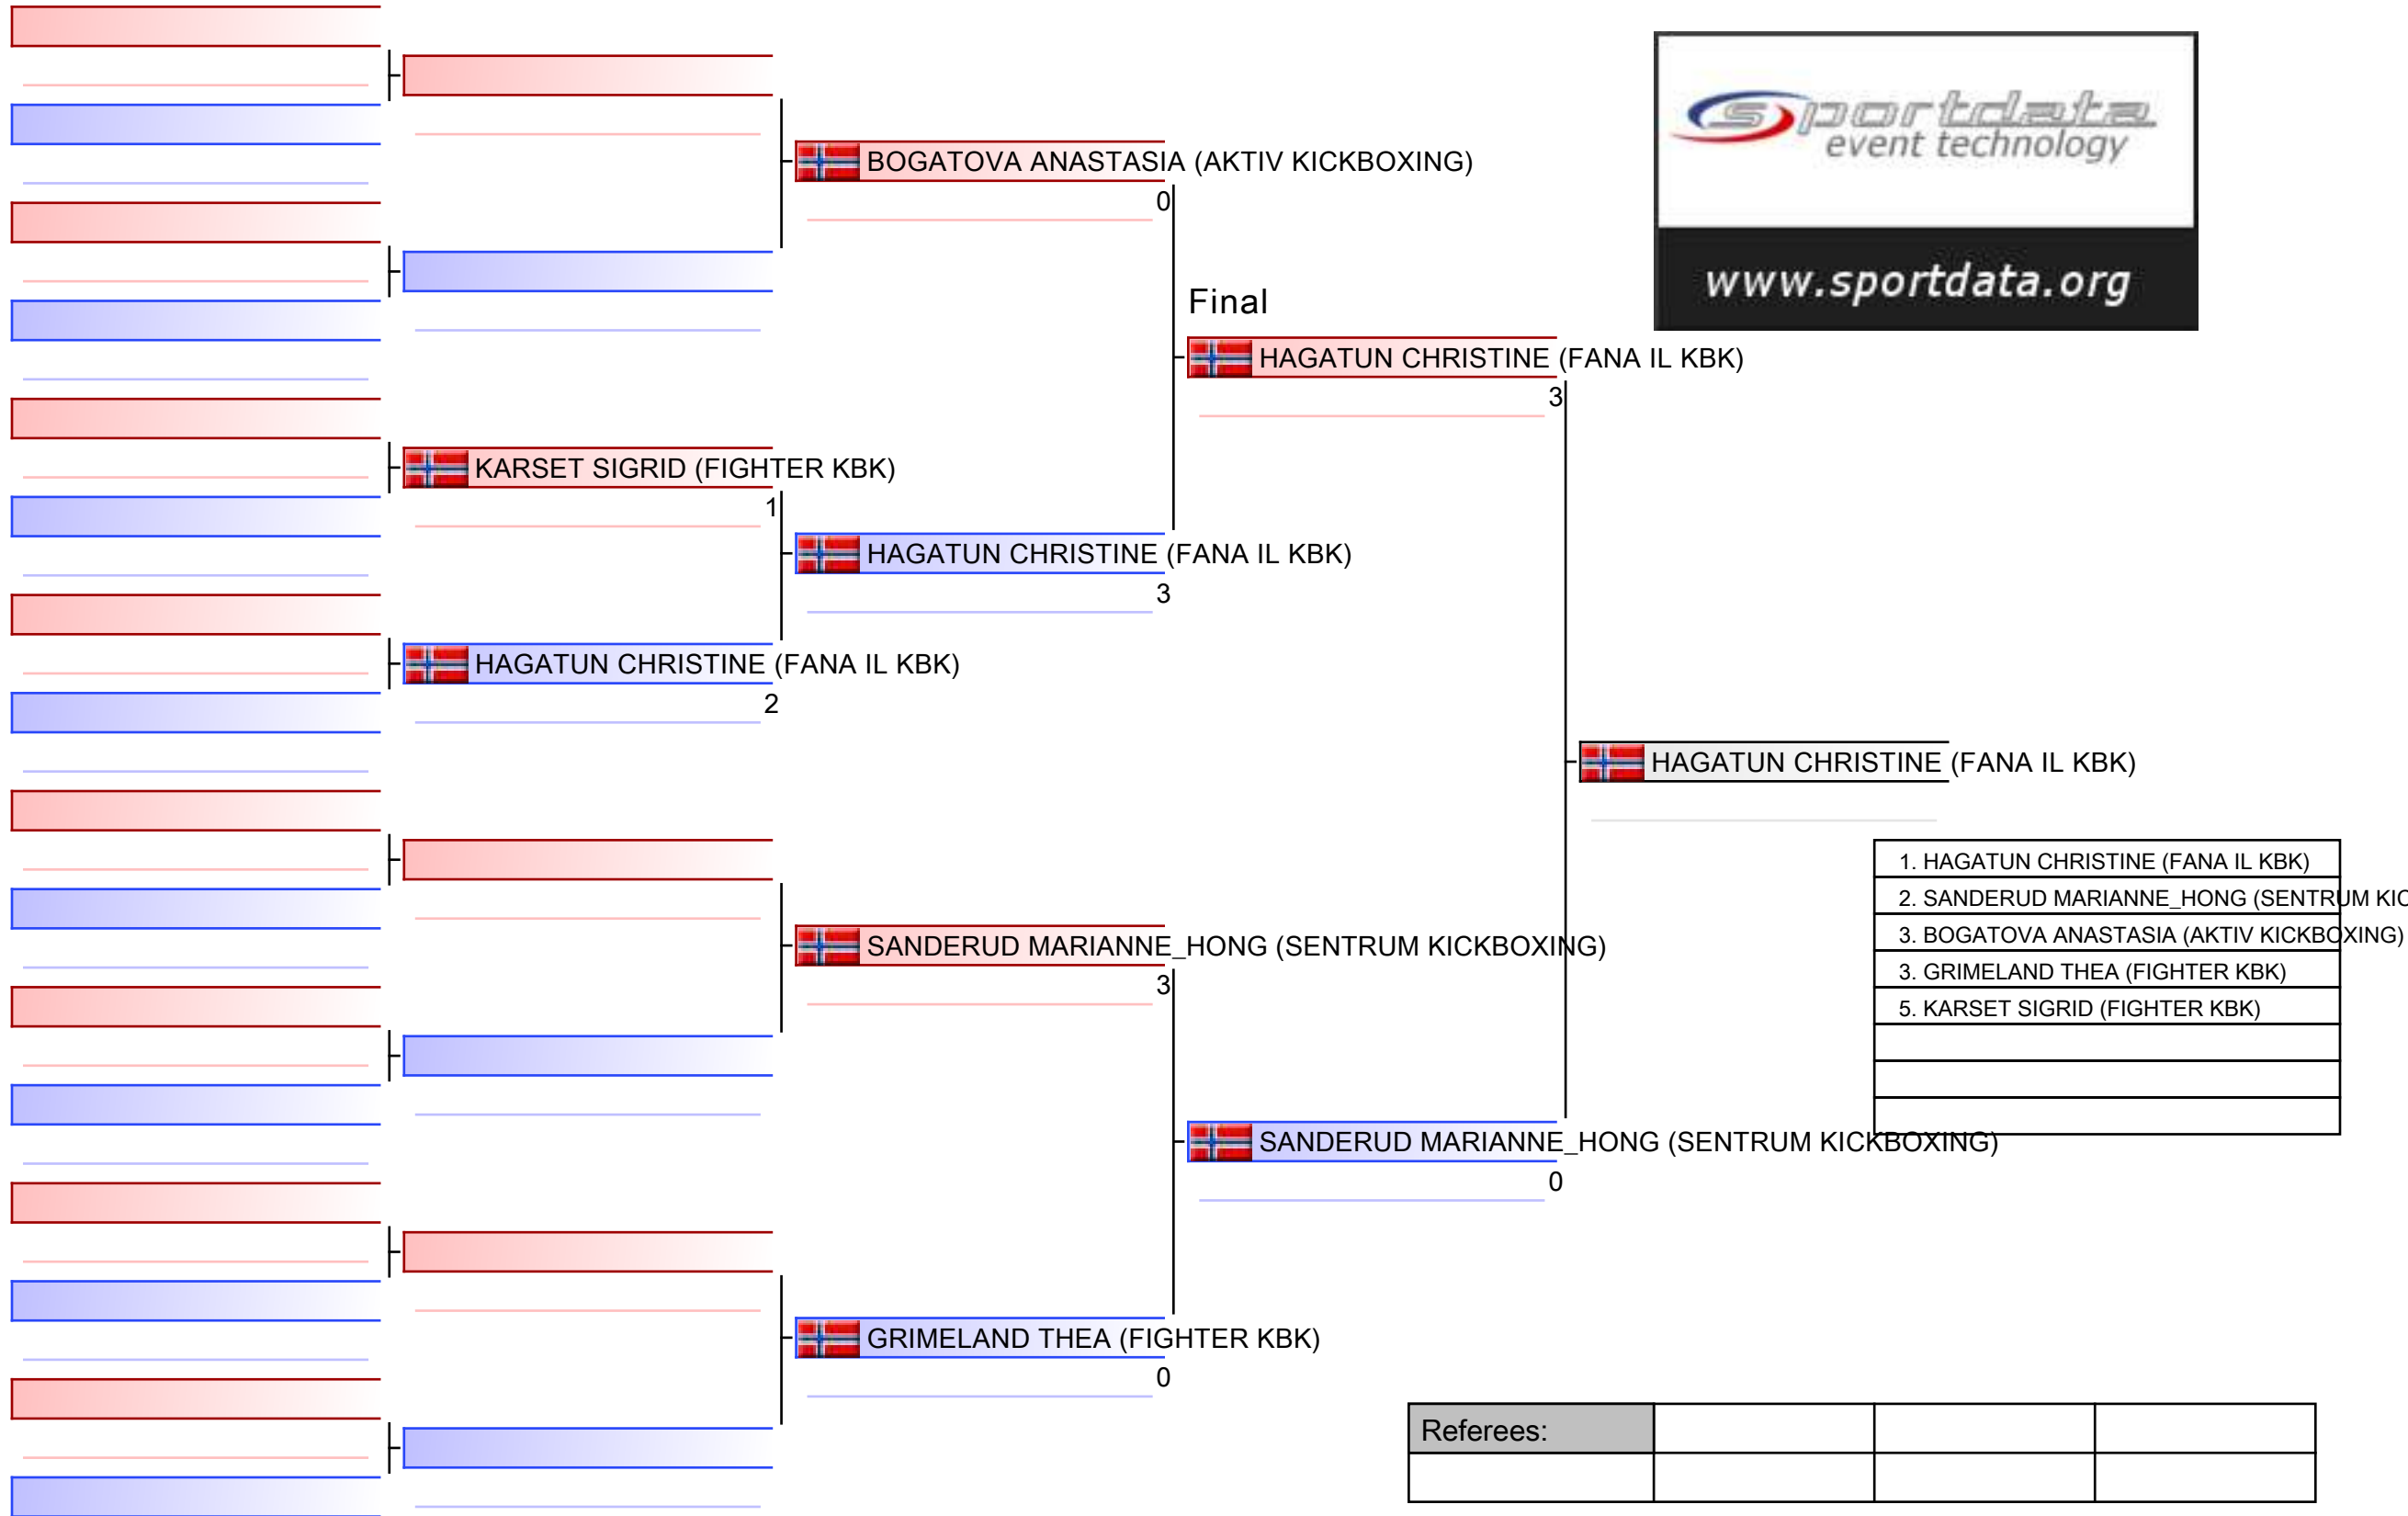 sportdata
event technology
www.sportdata.org
BOGATOVA ANASTASIA (AKTIV KICKBOXING)
0
Final
HAGATUN CHRISTINE (FANA IL KBK)
3
KARSET SIGRID (FIGHTER KBK)
1
HAGATUN CHRISTINE (FANA IL KBK)
3
HAGATUN CHRISTINE (FANA IL KBK)
2
HAGATUN CHRISTINE (FANA IL KBK)
1. HAGATUN CHRISTINE (FANA IL KBK)
2. SANDERUD MARIANNE_HONG (SENTRUM KIC
3. BOGATOVA ANASTASIA (AKTIV KICKBOXING)
3. GRIMELAND THEA (FIGHTER KBK)
5. KARSET SIGRID (FIGHTER KBK)
SANDERUD MARIANNE_HONG (SENTRUM KICKBOXING)
3
SANDERUD MARIANNE_HONG (SENTRUM KICKBOXING)
0
GRIMELAND THEA (FIGHTER KBK)
0
Referees: